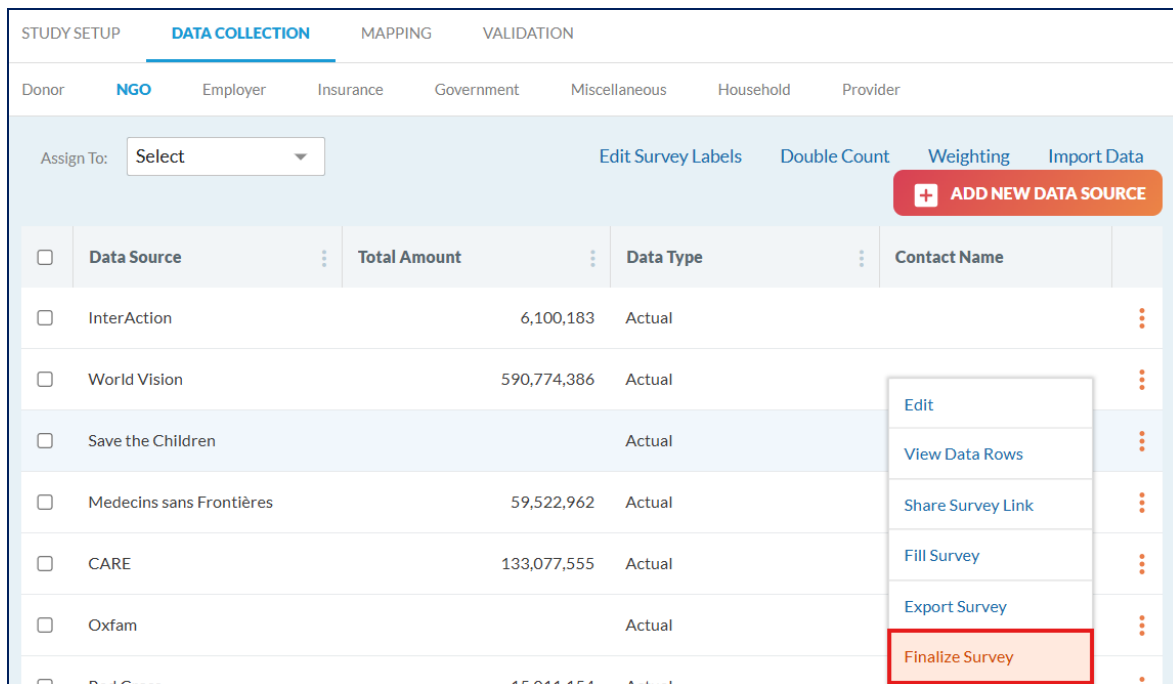 STUDY SETUP DATA COLLECTION MAPPING VALIDATION
Donor NGO Employer Insurance Government Miscellaneous Household Provider
Assign To: Select Edit Survey Labels Double Count Weighting Import Data
ADD NEW DATA SOURCE
Data Source Total Amount Data Type Contact Name
InterAction 6,100,183 Actual
World Vision 590,774,386 Actual
Edit
Save the Children Actual
View Data Rows
Medecins sans Frontières 59,522,962 Actual
Share Survey Link
CARE 133,077,555 Actual
Fill Survey
Export Survey
Oxfam Actual
Finalize Survey